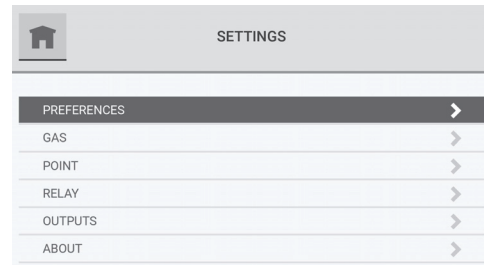 SETTINGS
PREFERENCES
GAS
POINT
RELAY
OUTPUTS
ABOUT